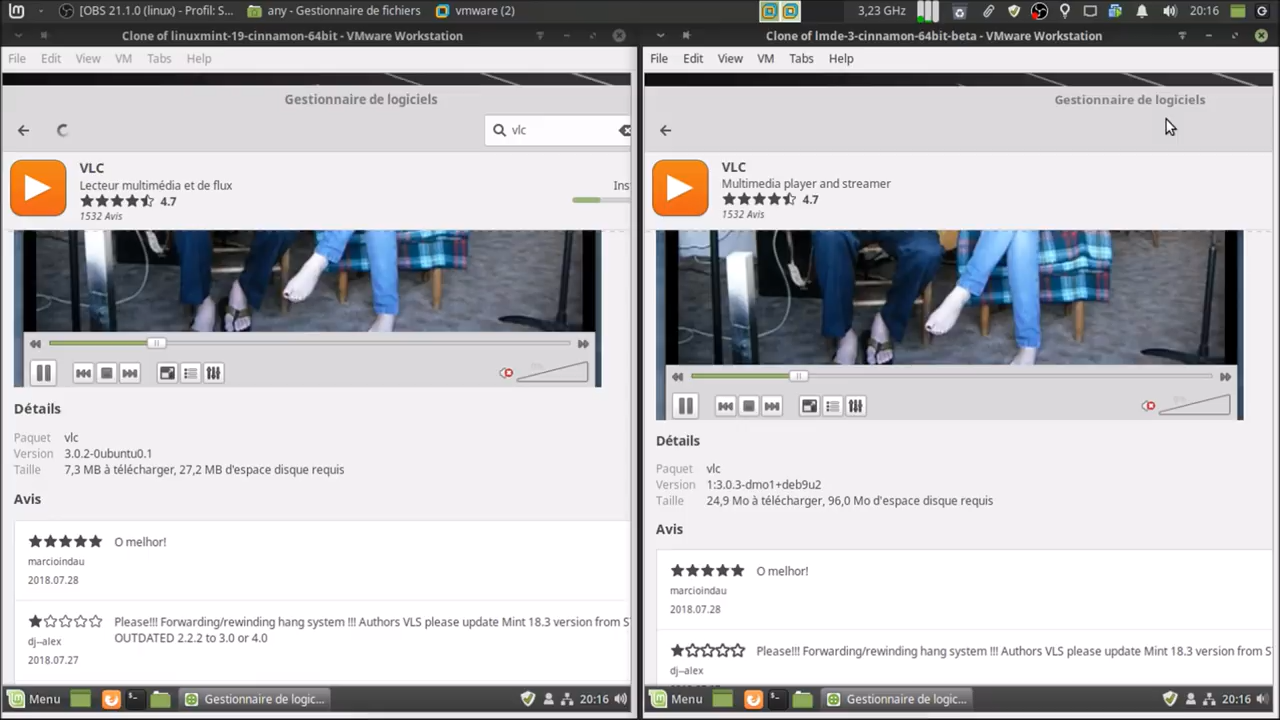 [OBS 21.1.0 (linux) - Profil: S...
any - Gestionnaire de fichiers
vmware (2)
3,23 GHz
20:16
Clone of linuxmint-19-cinnamon-64bit - VMware Workstation
File Edit View VM Tabs Help
Gestionnaire de logiciels
vlc
VLC
Lecteur multimédia et de flux
4.7
1532 Avis
Ins
Détails
Paquet vlc
Version 3.0.2-0ubuntu0.1
Taille 7,3 MB à télécharger, 27,2 MB d'espace disque requis
Avis
O melhor!
marcioindau
2018.07.28
Please!!! Forwarding/rewinding hang system !!! Authors VLS please update Mint 18.3 version from S
OUTDATED 2.2.2 to 3.0 or 4.0
dj--alex
2018.07.27
Menu
Gestionnaire de logic...
20:16
Clone of lmde-3-cinnamon-64bit-beta - VMware Workstation
File Edit View VM Tabs Help
Gestionnaire de logiciels
VLC
Multimedia player and streamer
4.7
1532 Avis
Détails
Paquet vlc
Version 1:3.0.3-dmo1+deb9u2
Taille 24,9 Mo à télécharger, 96,0 Mo d'espace disque requis
Avis
O melhor!
marcioindau
2018.07.28
Please!!! Forwarding/rewinding hang system !!! Authors VLS please update Mint 18.3 version from S
dj--alex
Menu
Gestionnaire de logic...
20:16